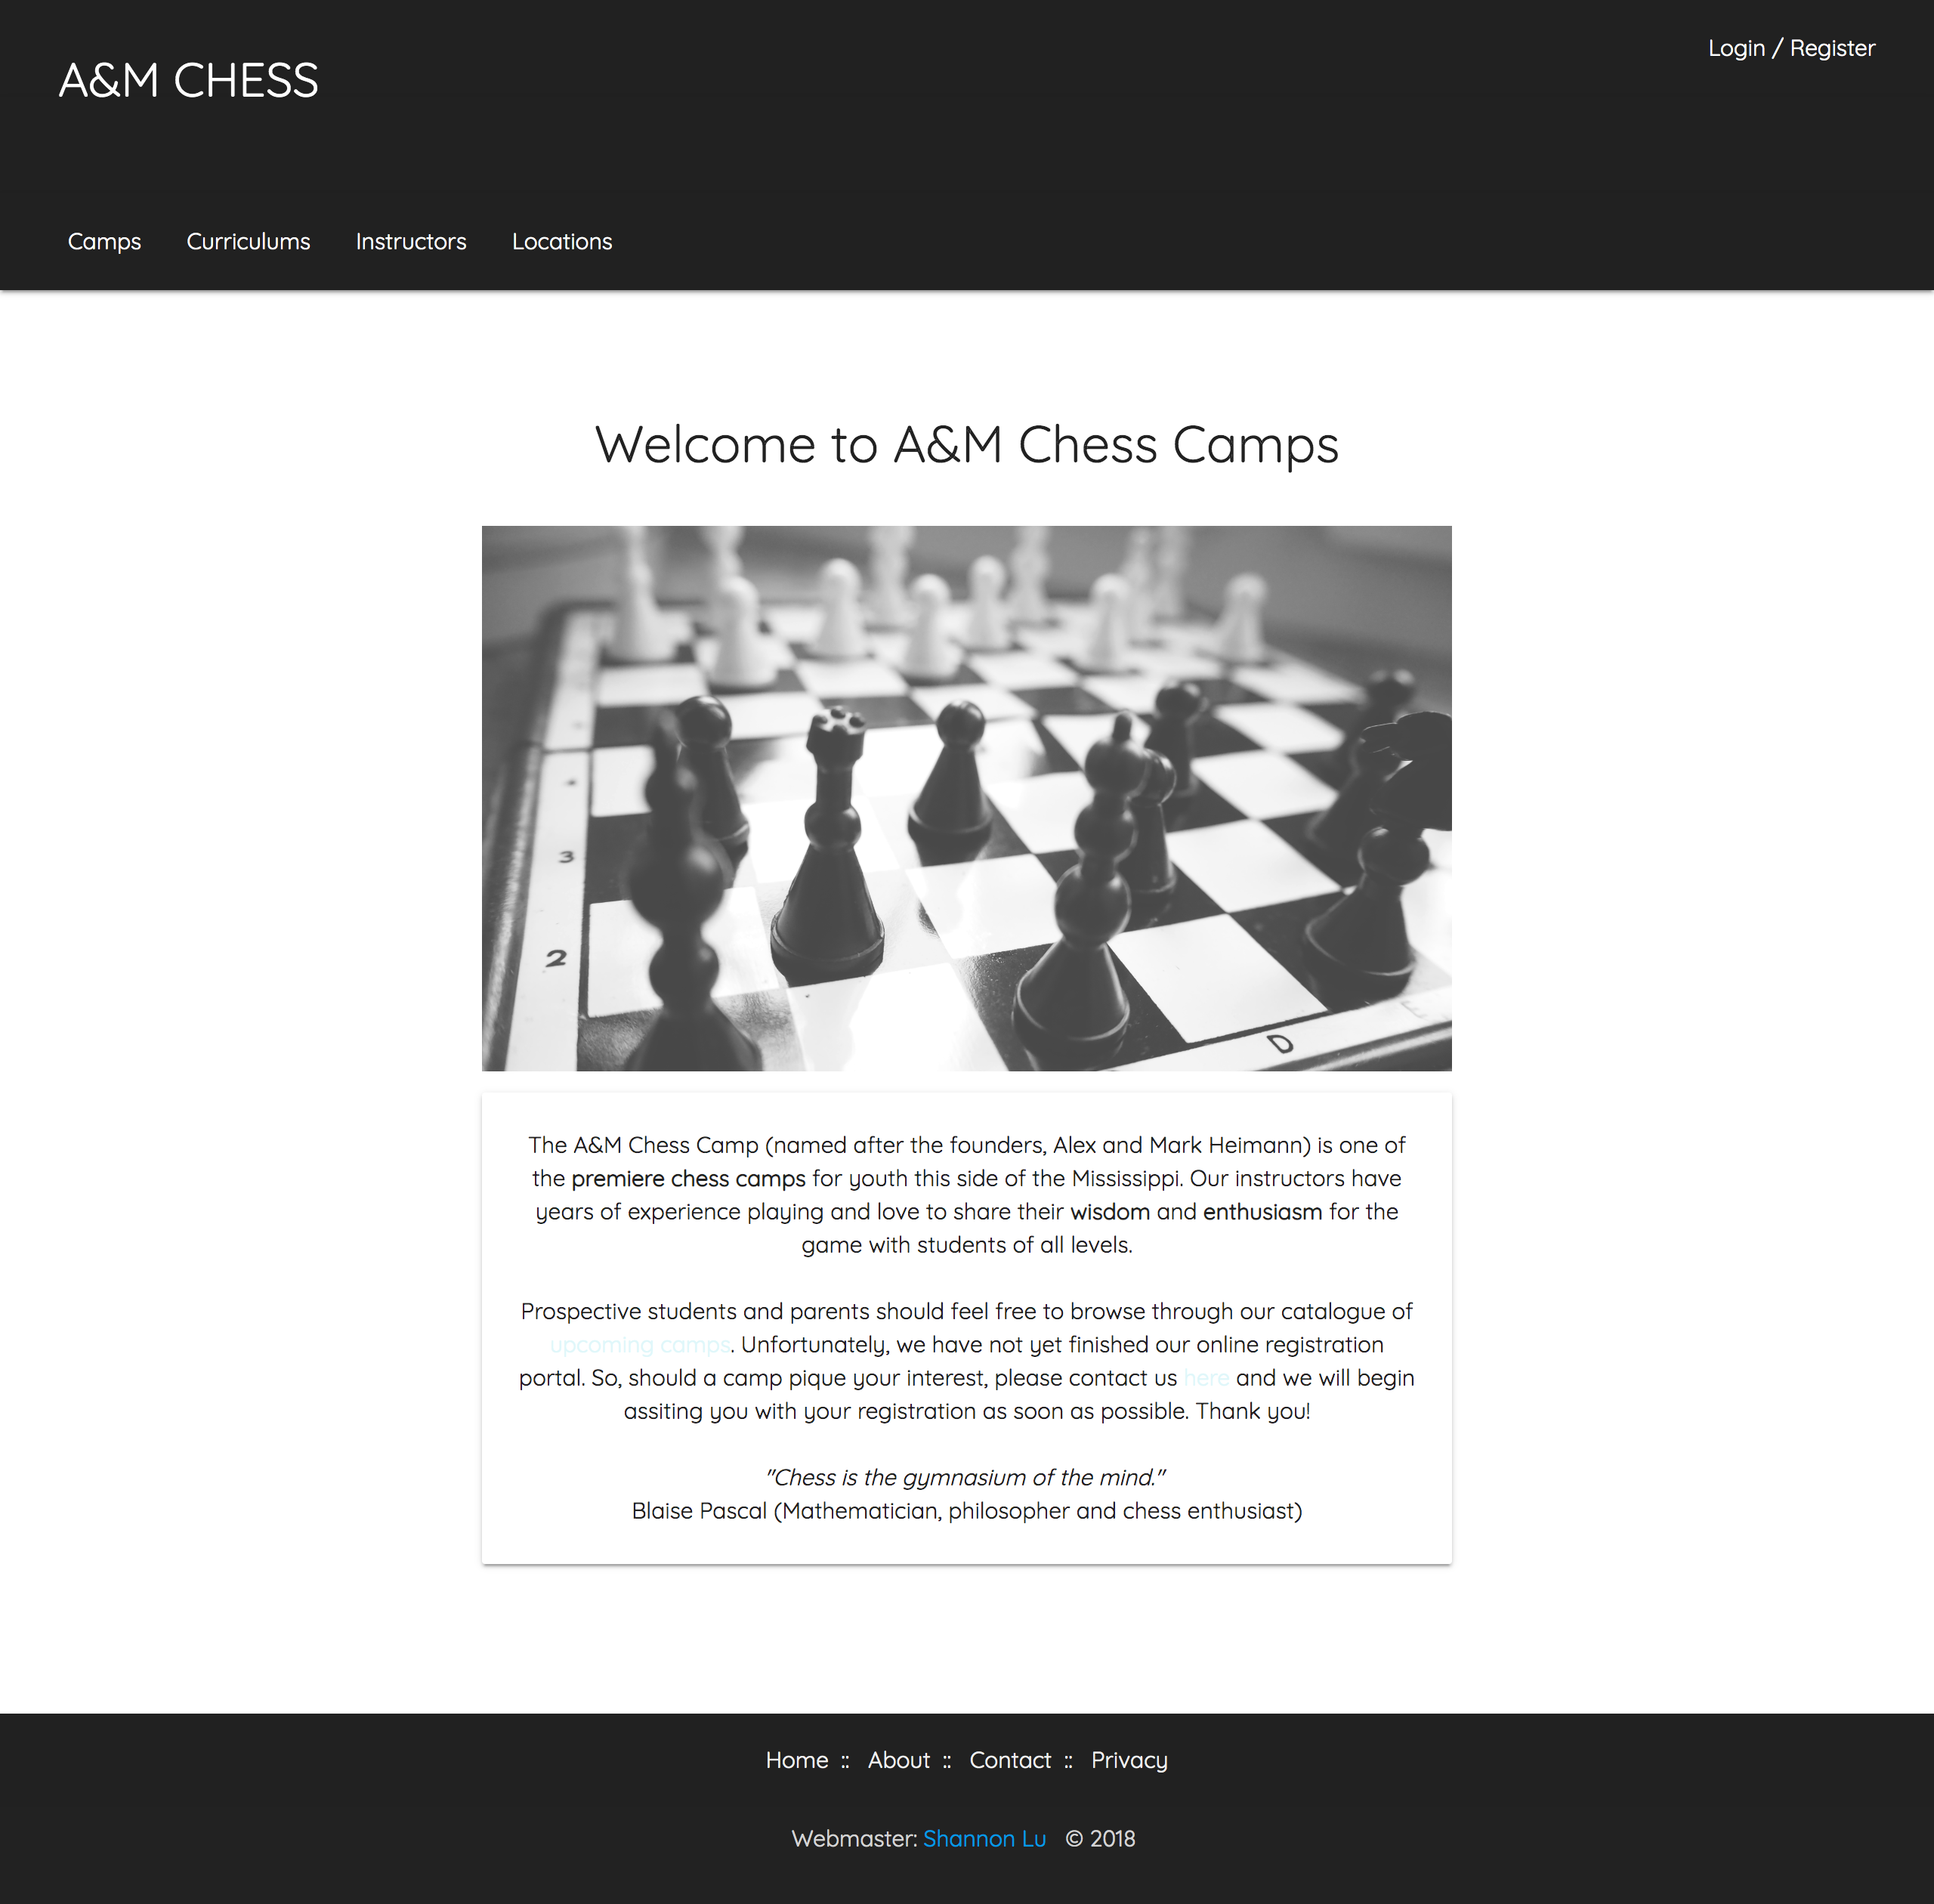 A&M CHESS
Login / Register
Camps Curriculums Instructors Locations
Welcome to A&M Chess Camps
3
2
D
E
The A&M Chess Camp (named after the founders, Alex and Mark Heimann) is one of
the premiere chess camps for youth this side of the Mississippi. Our instructors have
years of experience playing and love to share their wisdom and enthusiasm for the
game with students of all levels.
Prospective students and parents should feel free to browse through our catalogue of
upcoming camps. Unfortunately, we have not yet finished our online registration
portal. So, should a camp pique your interest, please contact us here and we will begin
assiting you with your registration as soon as possible. Thank you!
"Chess is the gymnasium of the mind."
Blaise Pascal (Mathematician, philosopher and chess enthusiast)
Home :: About :: Contact :: Privacy
Webmaster: Shannon Lu © 2018